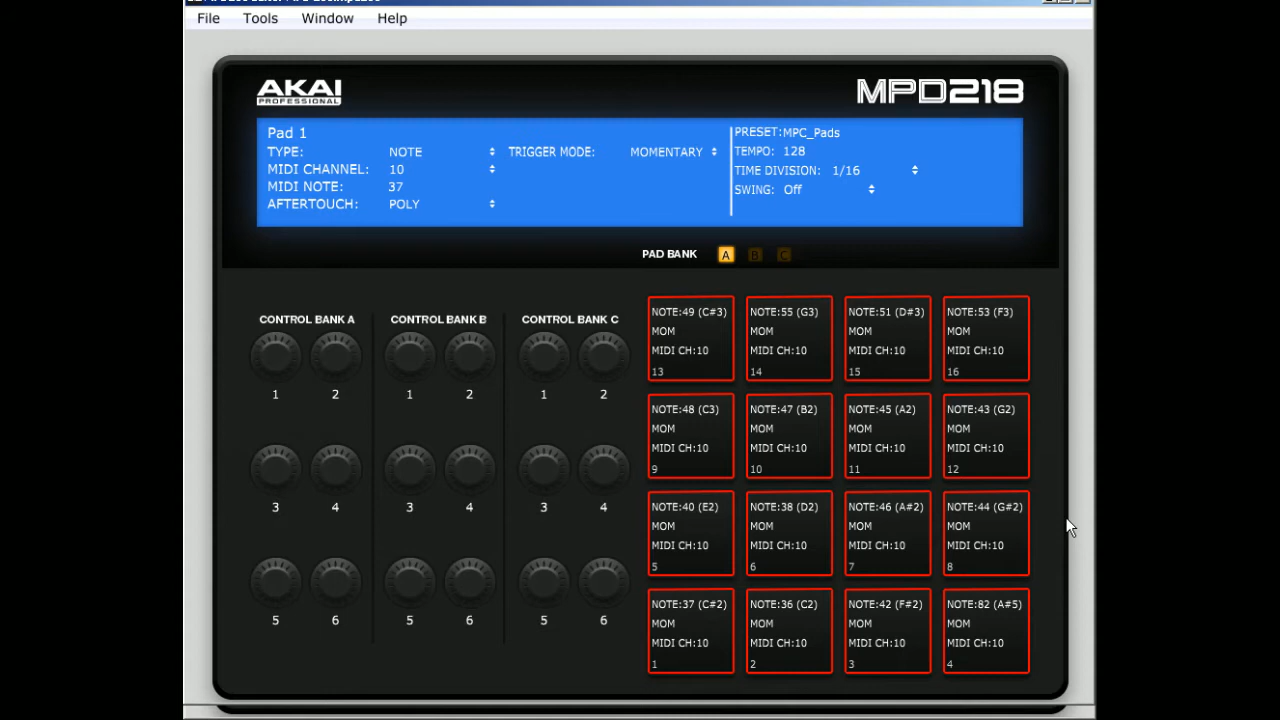 File Tools Window Help
AKAI
PROFESSIONAL
MPD218
Pad 1
TYPE: NOTE TRIGGER MODE: MOMENTARY
MIDI CHANNEL: 10
MIDI NOTE: 37
AFTERTOUCH: POLY
PRESET:MPC_Pads
TEMPO: 128
TIME DIVISION: 1/16
SWING: Off
PAD BANK A B C
CONTROL BANK A CONTROL BANK B CONTROL BANK C
1 2 1 2 1 2
3 4 3 4 3 4
5 6 5 6 5 6
NOTE:49 (C#3) NOTE:55 (G3) NOTE:51 (D#3) NOTE:53 (F3)
MOM MOM MOM MOM
MIDI CH:10 MIDI CH:10 MIDI CH:10 MIDI CH:10
13 14 15 16
NOTE:48 (C3) NOTE:47 (B2) NOTE:45 (A2) NOTE:43 (G2)
MOM MOM MOM MOM
MIDI CH:10 MIDI CH:10 MIDI CH:10 MIDI CH:10
9 10 11 12
NOTE:40 (E2) NOTE:38 (D2) NOTE:46 (A#2) NOTE:44 (G#2)
MOM MOM MOM MOM
MIDI CH:10 MIDI CH:10 MIDI CH:10 MIDI CH:10
5 6 7 8
NOTE:37 (C#2) NOTE:36 (C2) NOTE:42 (F#2) NOTE:82 (A#5)
MOM MOM MOM MOM
MIDI CH:10 MIDI CH:10 MIDI CH:10 MIDI CH:10
1 2 3 4